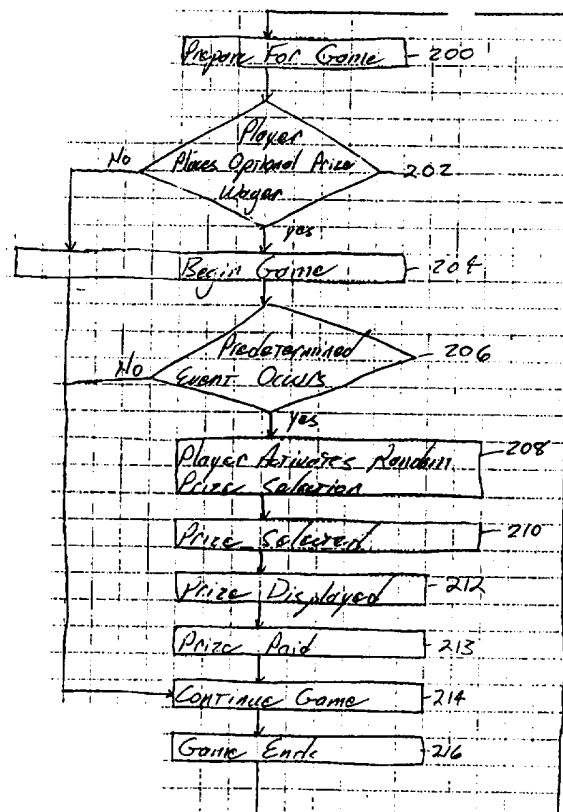 Prepare For Game 200
Player
Places Optional Prize 202
Wager
No
yes
Begin Game 204
Predetermined 206
Event Occurs
No
yes
Player Activates Random 208
Prize Selection
Prize Selected 210
Prize Displayed 212
Prize Paid 213
Continue Game 214
Game Ends 216